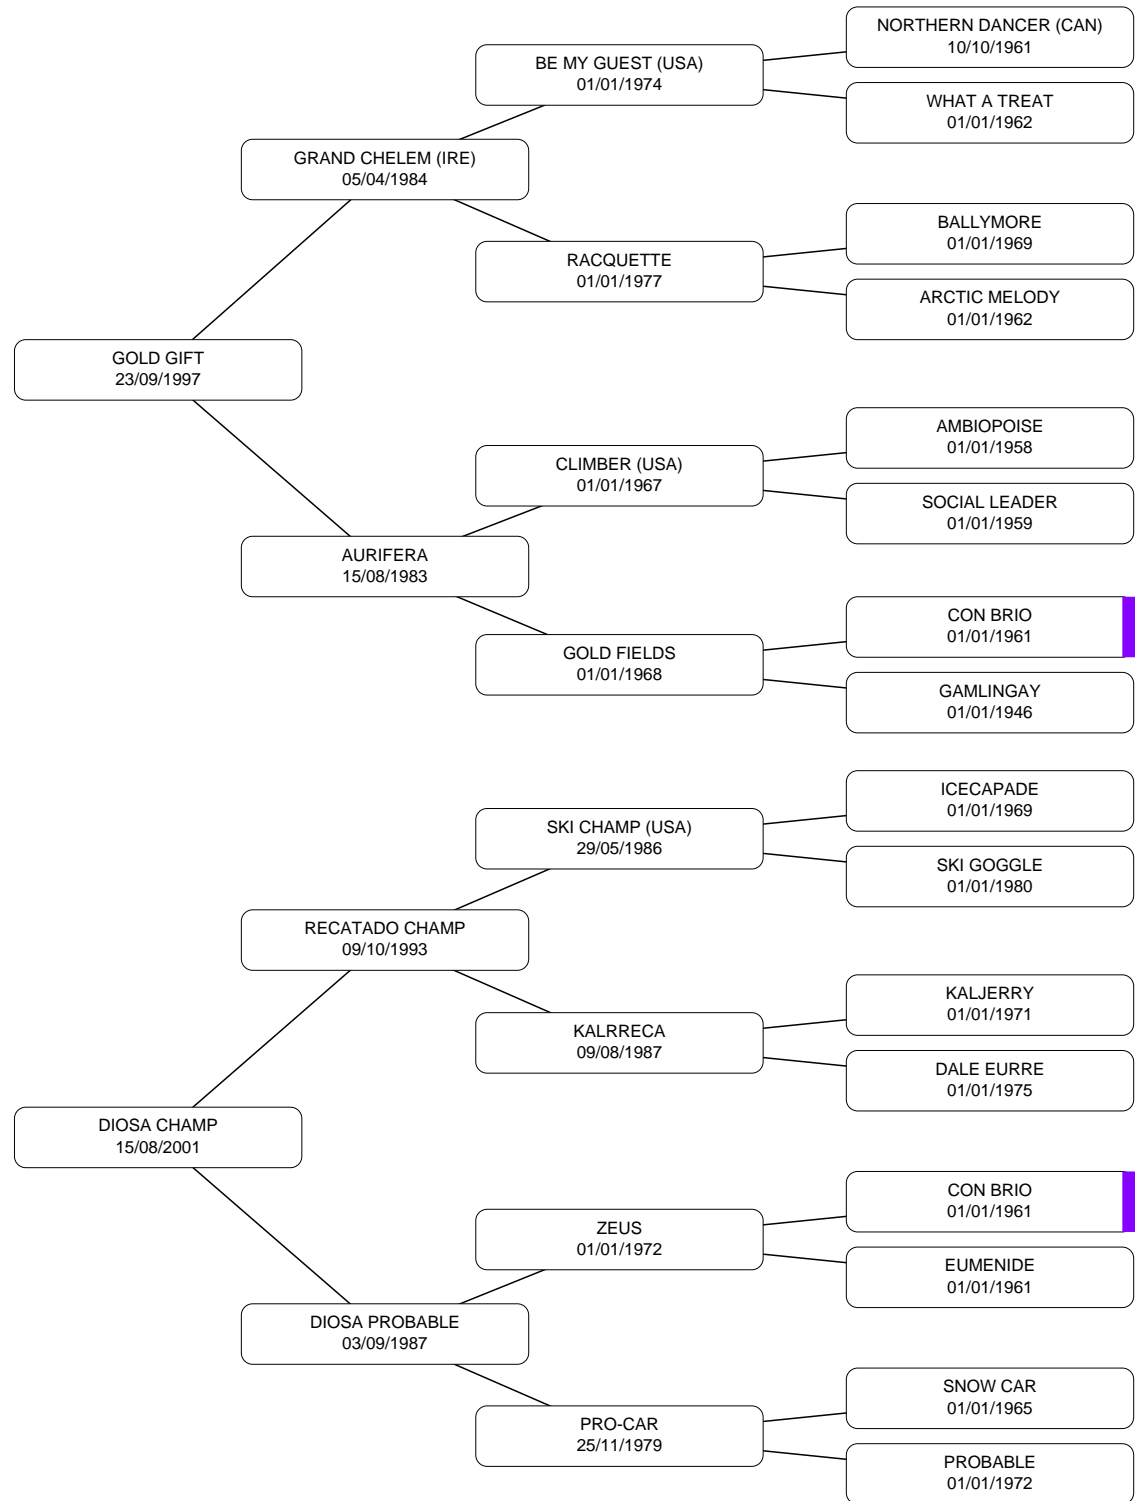 NORTHERN DANCER (CAN)
10/10/1961
BE MY GUEST (USA)
01/01/1974
WHAT A TREAT
01/01/1962
GRAND CHELEM (IRE)
05/04/1984
BALLYMORE
01/01/1969
RACQUETTE
01/01/1977
ARCTIC MELODY
01/01/1962
GOLD GIFT
23/09/1997
AMBIOPOISE
01/01/1958
CLIMBER (USA)
01/01/1967
SOCIAL LEADER
01/01/1959
AURIFERA
15/08/1983
CON BRIO
01/01/1961
GOLD FIELDS
01/01/1968
GAMLINGAY
01/01/1946
ICECAPADE
01/01/1969
SKI CHAMP (USA)
29/05/1986
SKI GOGGLE
01/01/1980
RECATADO CHAMP
09/10/1993
KALJERRY
01/01/1971
KALRRECA
09/08/1987
DALE EURRE
01/01/1975
DIOSA CHAMP
15/08/2001
CON BRIO
01/01/1961
ZEUS
01/01/1972
EUMENIDE
01/01/1961
DIOSA PROBABLE
03/09/1987
SNOW CAR
01/01/1965
PRO-CAR
25/11/1979
PROBABLE
01/01/1972